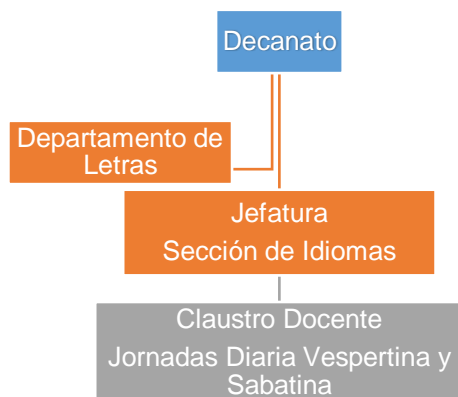 Decanato
Departamento de
Letras
Jefatura
Sección de Idiomas
Claustro Docente
Jornadas Diaria Vespertina y
Sabatina